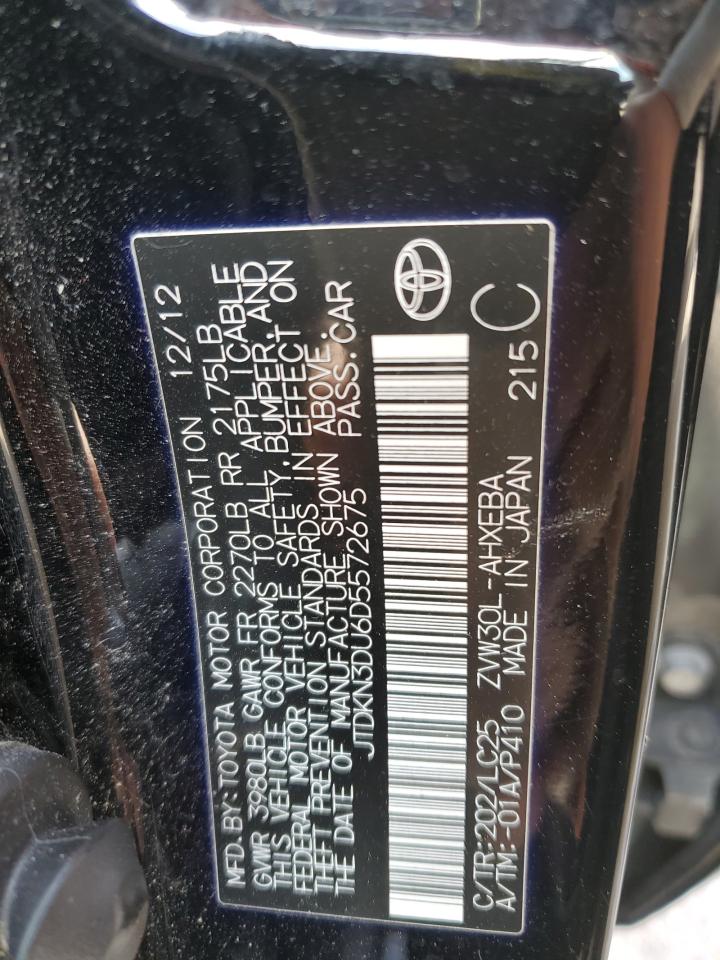 MFD.BY:TOYOTA MOTOR CORPORATION 12/12
GVWR 3980LB GAWR FR 2270LB RR 2175LB
THIS VEHICLE CONFORMS TO ALL APPLICABLE
FEDERAL MOTOR VEHICLE SAFETY,BUMPER,AND
THEFT PREVENTION STANDARDS IN EFFECT ON
THE DATE OF MANUFACTURE SHOWN ABOVE.
JTDKN3DU6D5572675 PASS.CAR
C/TR:202/LC25 ZVW30L-AHXEBA
A/TM:-01A/P410 MADE IN JAPAN 215
C